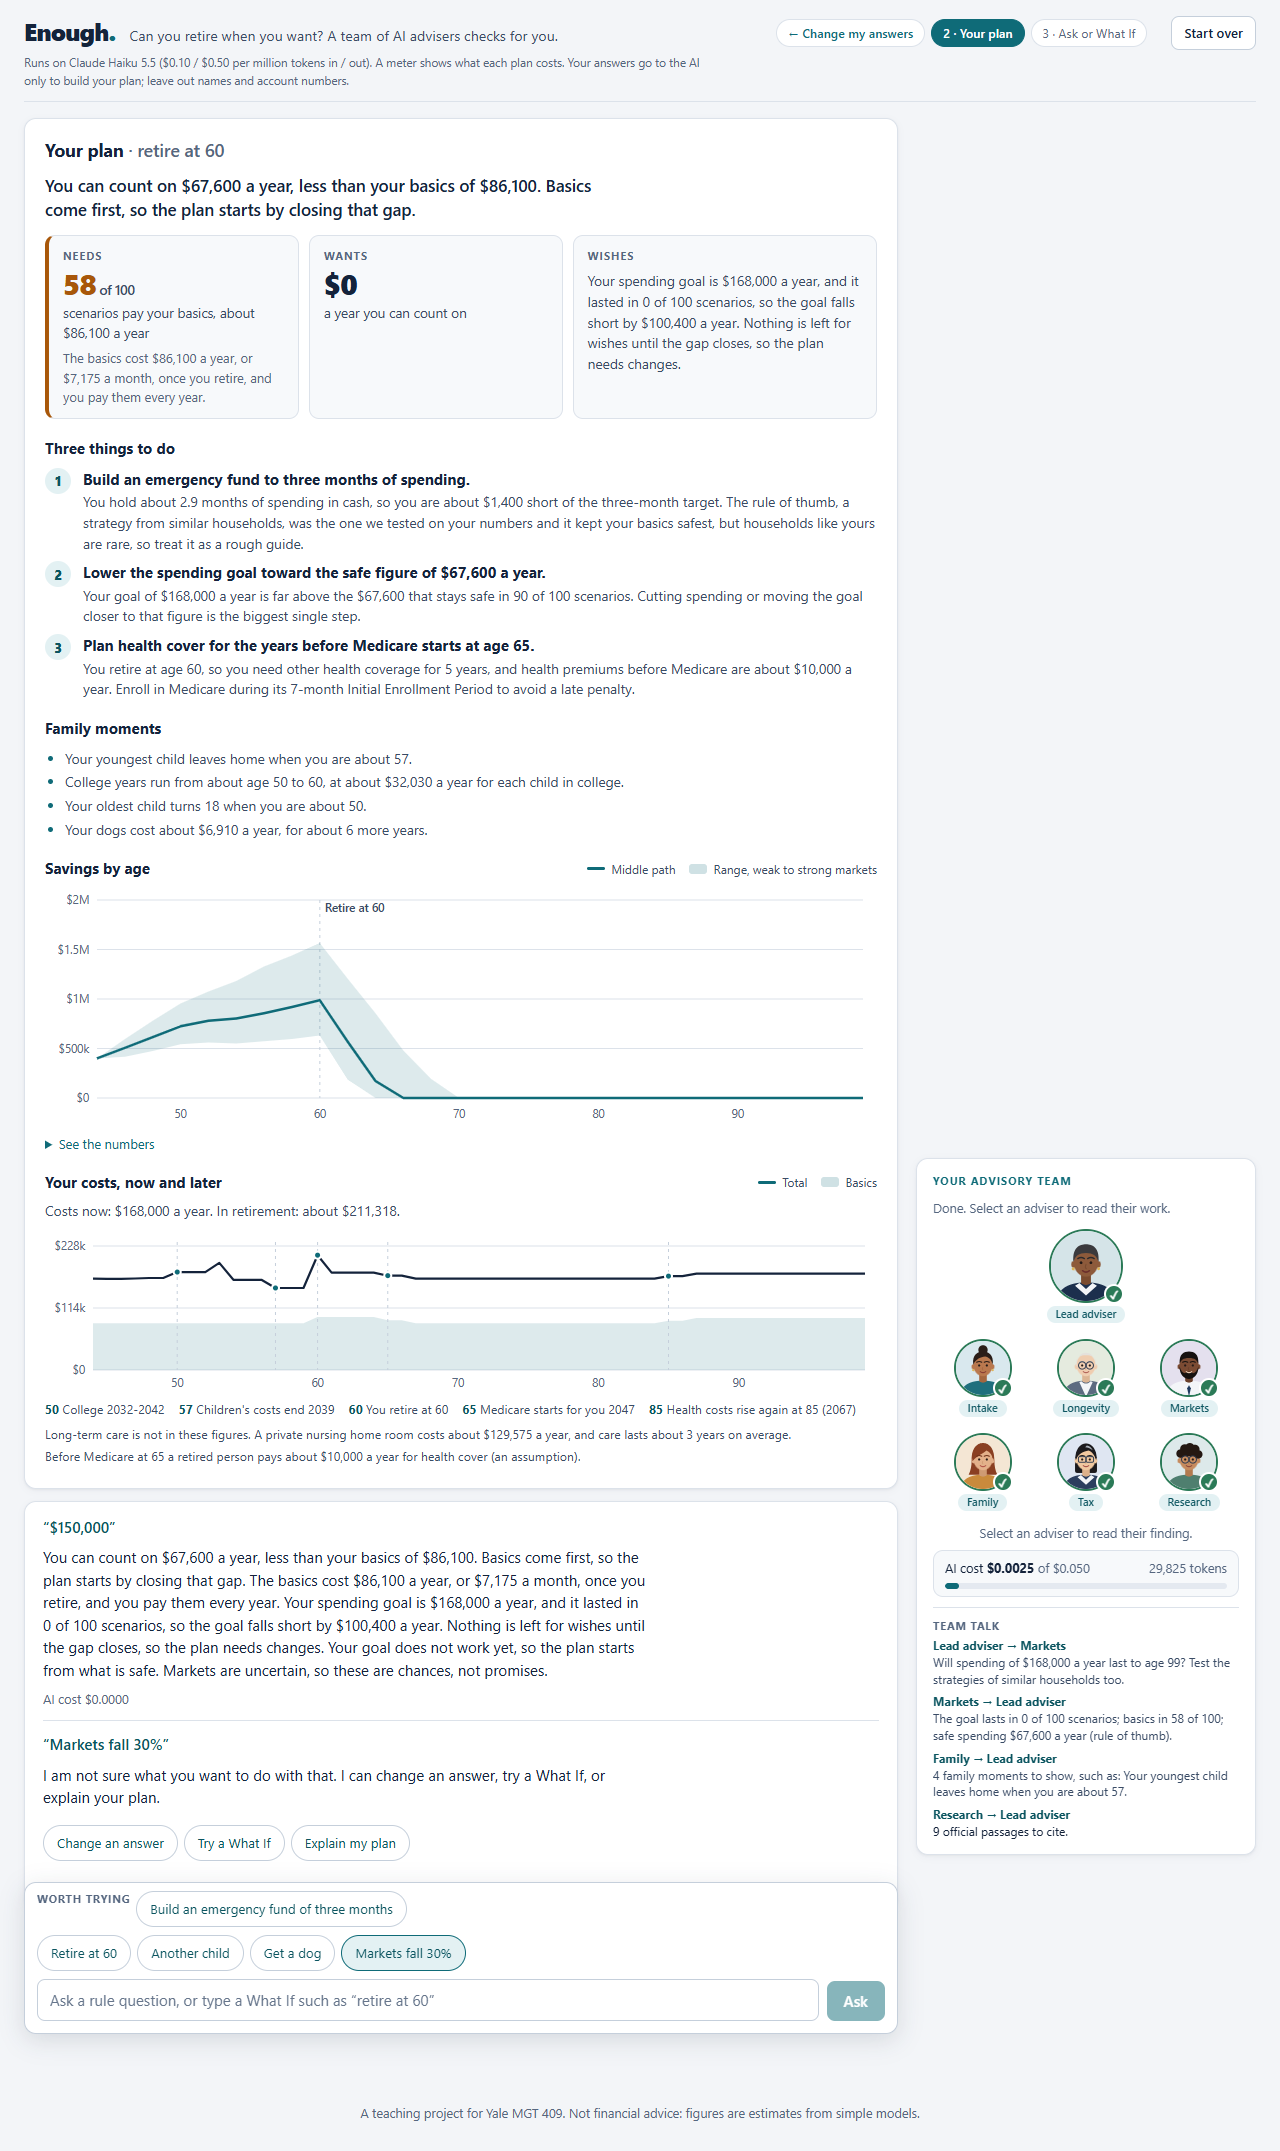 Enough. Can you retire when you want? A team of AI advisers checks for you.
← Change my answers
2 · Your plan
3 · Ask or What If
Start over
Runs on Claude Haiku 5.5 ($0.10 / $0.50 per million tokens in / out). A meter shows what each plan costs. Your answers go to the AI
only to build your plan; leave out names and account numbers.
Your plan · retire at 60
You can count on $67,600 a year, less than your basics of $86,100. Basics
come first, so the plan starts by closing that gap.
NEEDS
58 of 100
scenarios pay your basics, about
$86,100 a year
The basics cost $86,100 a year, or
$7,175 a month, once you retire, and
you pay them every year.
WANTS
$0
a year you can count on
WISHES
Your spending goal is $168,000 a year, and it
lasted in 0 of 100 scenarios, so the goal falls
short by $100,400 a year. Nothing is left for
wishes until the gap closes, so the plan
needs changes.
Three things to do
1 Build an emergency fund to three months of spending.
You hold about 2.9 months of spending in cash, so you are about $1,400 short of the three-month target. The rule of thumb, a
strategy from similar households, was the one we tested on your numbers and it kept your basics safest, but households like yours
are rare, so treat it as a rough guide.
2 Lower the spending goal toward the safe figure of $67,600 a year.
Your goal of $168,000 a year is far above the $67,600 that stays safe in 90 of 100 scenarios. Cutting spending or moving the goal
closer to that figure is the biggest single step.
3 Plan health cover for the years before Medicare starts at age 65.
You retire at age 60, so you need other health coverage for 5 years, and health premiums before Medicare are about $10,000 a
year. Enroll in Medicare during its 7-month Initial Enrollment Period to avoid a late penalty.
Family moments
• Your youngest child leaves home when you are about 57.
• College years run from about age 50 to 60, at about $32,030 a year for each child in college.
• Your oldest child turns 18 when you are about 50.
• Your dogs cost about $6,910 a year, for about 6 more years.
Savings by age
Middle path
Range, weak to strong markets
$2M
Retire at 60
$1.5M
$1M
$500k
$0
50 60 70 80 90
▶ See the numbers
Your costs, now and later
Total
Basics
Costs now: $168,000 a year. In retirement: about $211,318.
$228k
$114k
$0
50 60 70 80 90
50 College 2032-2042 57 Children's costs end 2039 60 You retire at 60 65 Medicare starts for you 2047 85 Health costs rise again at 85 (2067)
Long-term care is not in these figures. A private nursing home room costs about $129,575 a year, and care lasts about 3 years on average.
Before Medicare at 65 a retired person pays about $10,000 a year for health cover (an assumption).
“$150,000”
You can count on $67,600 a year, less than your basics of $86,100. Basics come first, so the
plan starts by closing that gap. The basics cost $86,100 a year, or $7,175 a month, once you
retire, and you pay them every year. Your spending goal is $168,000 a year, and it lasted in
0 of 100 scenarios, so the goal falls short by $100,400 a year. Nothing is left for wishes until
the gap closes, so the plan needs changes. Your goal does not work yet, so the plan starts
from what is safe. Markets are uncertain, so these are chances, not promises.
AI cost $0.0000
“Markets fall 30%”
I am not sure what you want to do with that. I can change an answer, try a What If, or
explain your plan.
Change an answer
Try a What If
Explain my plan
WORTH TRYING
Build an emergency fund of three months
Retire at 60
Another child
Get a dog
Markets fall 30%
Ask a rule question, or type a What If such as “retire at 60”
Ask
YOUR ADVISORY TEAM
Done. Select an adviser to read their work.
Lead adviser
Intake
Longevity
Markets
Family
Tax
Research
Select an adviser to read their finding.
AI cost $0.0025 of $0.050
29,825 tokens
TEAM TALK
Lead adviser → Markets
Will spending of $168,000 a year last to age 99? Test the
strategies of similar households too.
Markets → Lead adviser
The goal lasts in 0 of 100 scenarios; basics in 58 of 100;
safe spending $67,600 a year (rule of thumb).
Family → Lead adviser
4 family moments to show, such as: Your youngest child
leaves home when you are about 57.
Research → Lead adviser
9 official passages to cite.
A teaching project for Yale MGT 409. Not financial advice: figures are estimates from simple models.